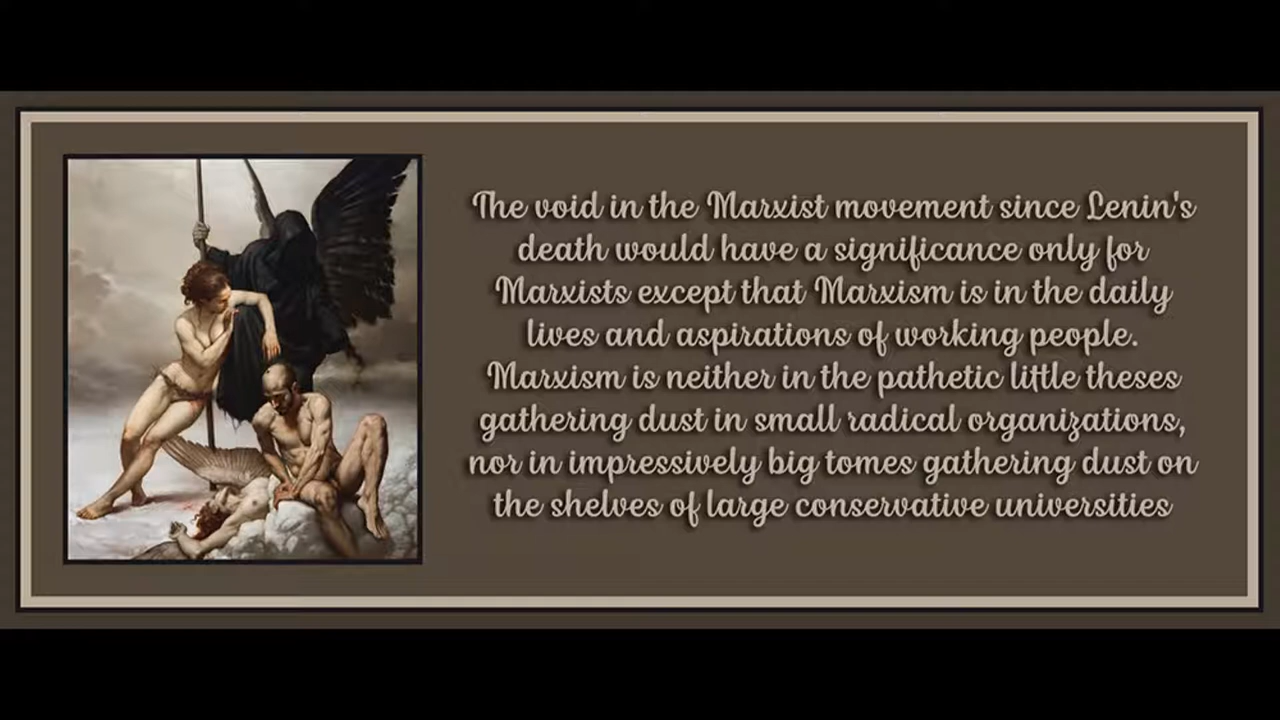 The void in the Marxist movement since Lenin's
death would have a significance only for
Marxists except that Marxism is in the daily
lives and aspirations of working people.
Marxism is neither in the pathetic little theses
gathering dust in small radical organizations,
nor in impressively big tomes gathering dust on
the shelves of large conservative universities